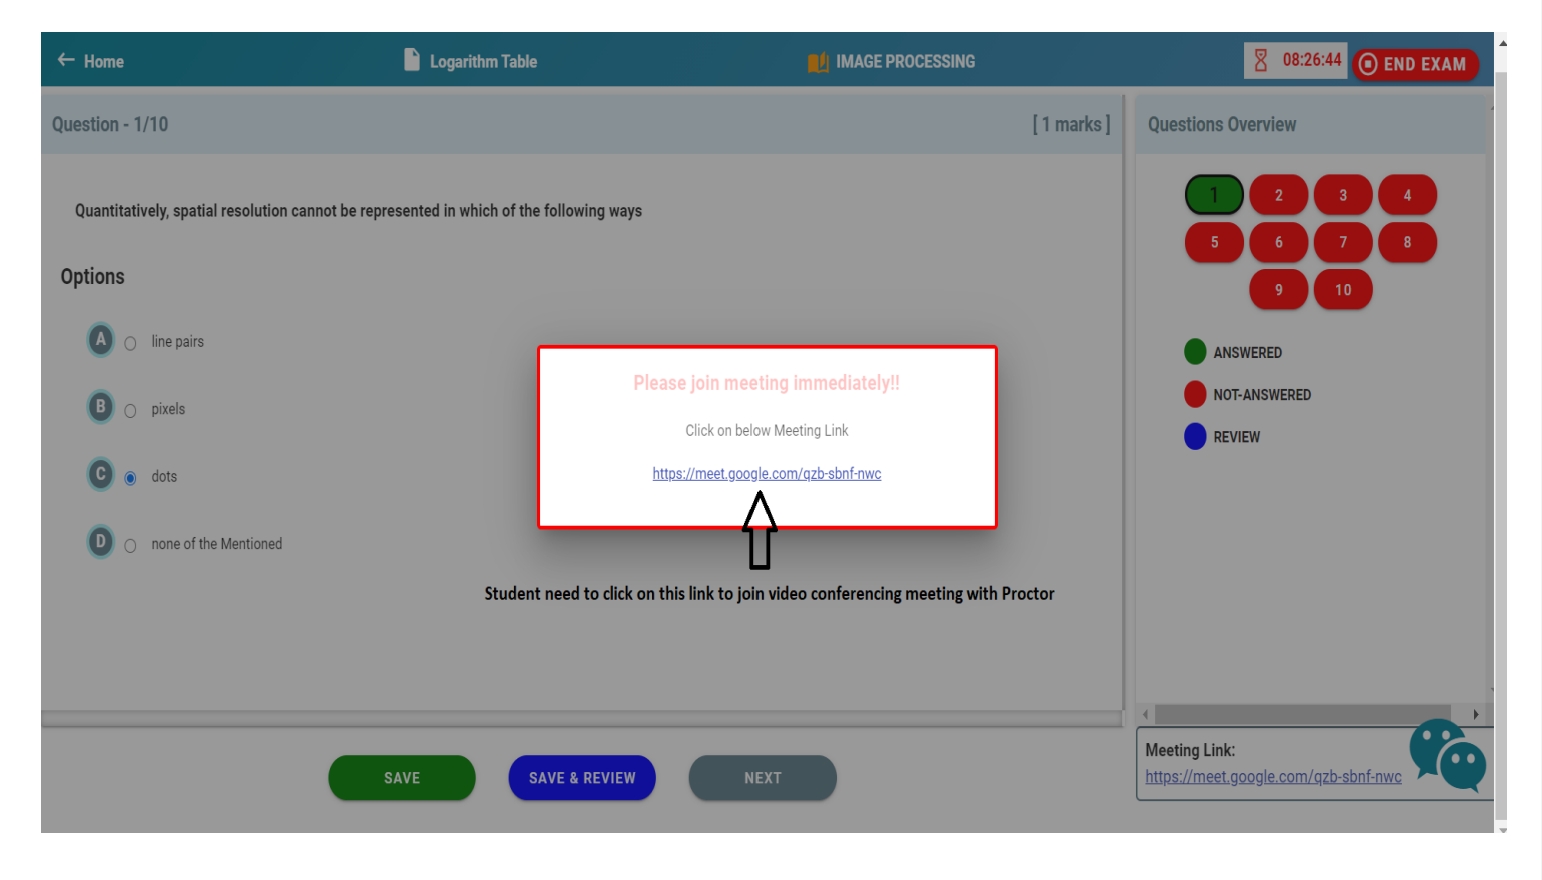 Home
Logarithm Table
IMAGE PROCESSING
08:26:44
END EXAM
Question - 1/10
[ 1 marks ]
Questions Overview
Quantitatively, spatial resolution cannot be represented in which of the following ways
Options
A line pairs
B pixels
C dots
D none of the Mentioned
Please join meeting immediately!!
Click on below Meeting Link
https://meet.google.com/qzb-sbnf-nwc
Student need to click on this link to join video conferencing meeting with Proctor
1 2 3 4
5 6 7 8
9 10
ANSWERED
NOT-ANSWERED
REVIEW
SAVE
SAVE & REVIEW
NEXT
Meeting Link:
https://meet.google.com/qzb-sbnf-nwc